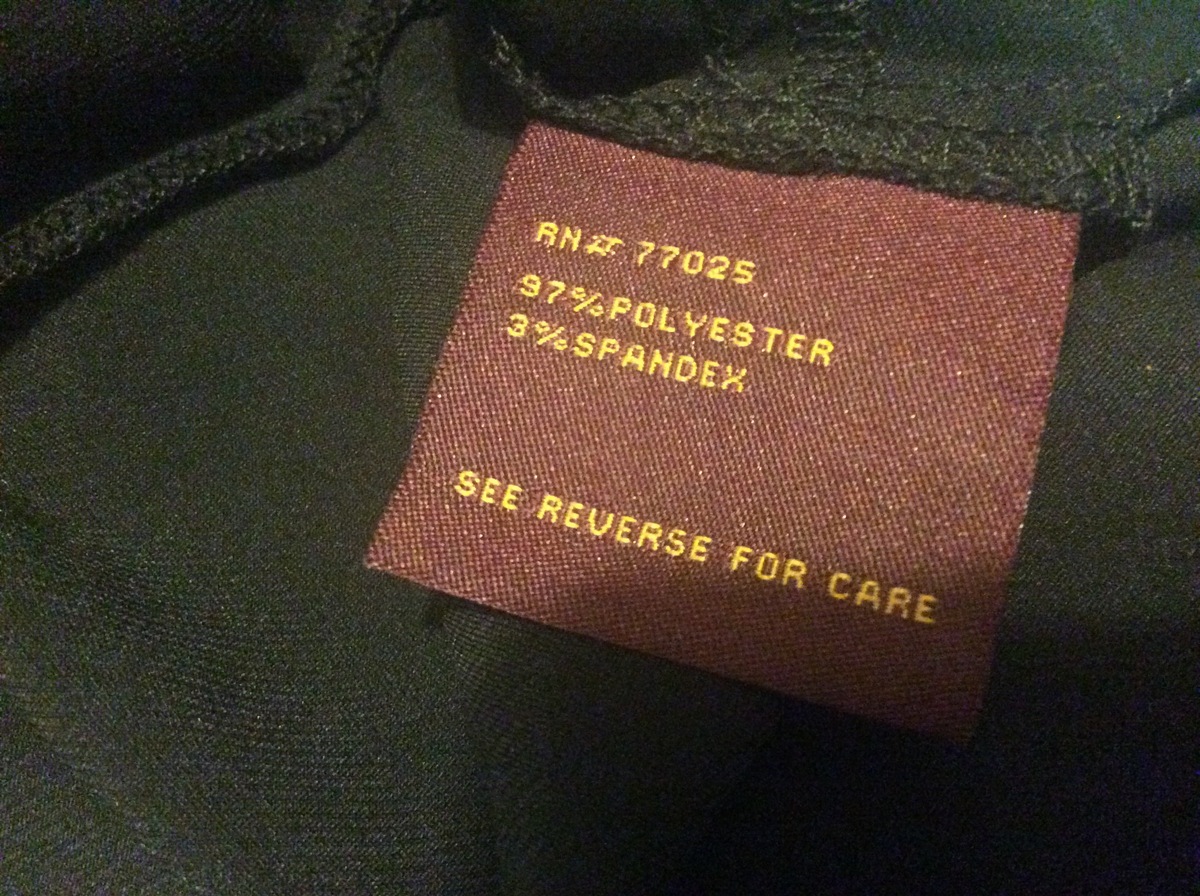 RN# 77025
97%POLYESTER
3%SPANDEX
SEE REVERSE FOR CARE